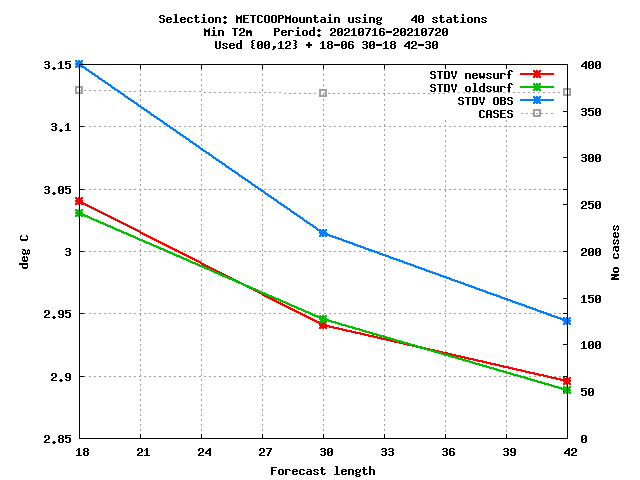 Selection: METCOOPMountain using    40 stations
Min T2m   Period: 20210716-20210720
Used {00,12} + 18-06 30-18 42-30
3.15
3.1
3.05
3
2.95
2.9
2.85
deg C
STDV newsurf
STDV oldsurf
STDV OBS
CASES
400
350
300
250
200
150
100
50
0
No cases
18 21 24 27 30 33 36 39 42
Forecast length